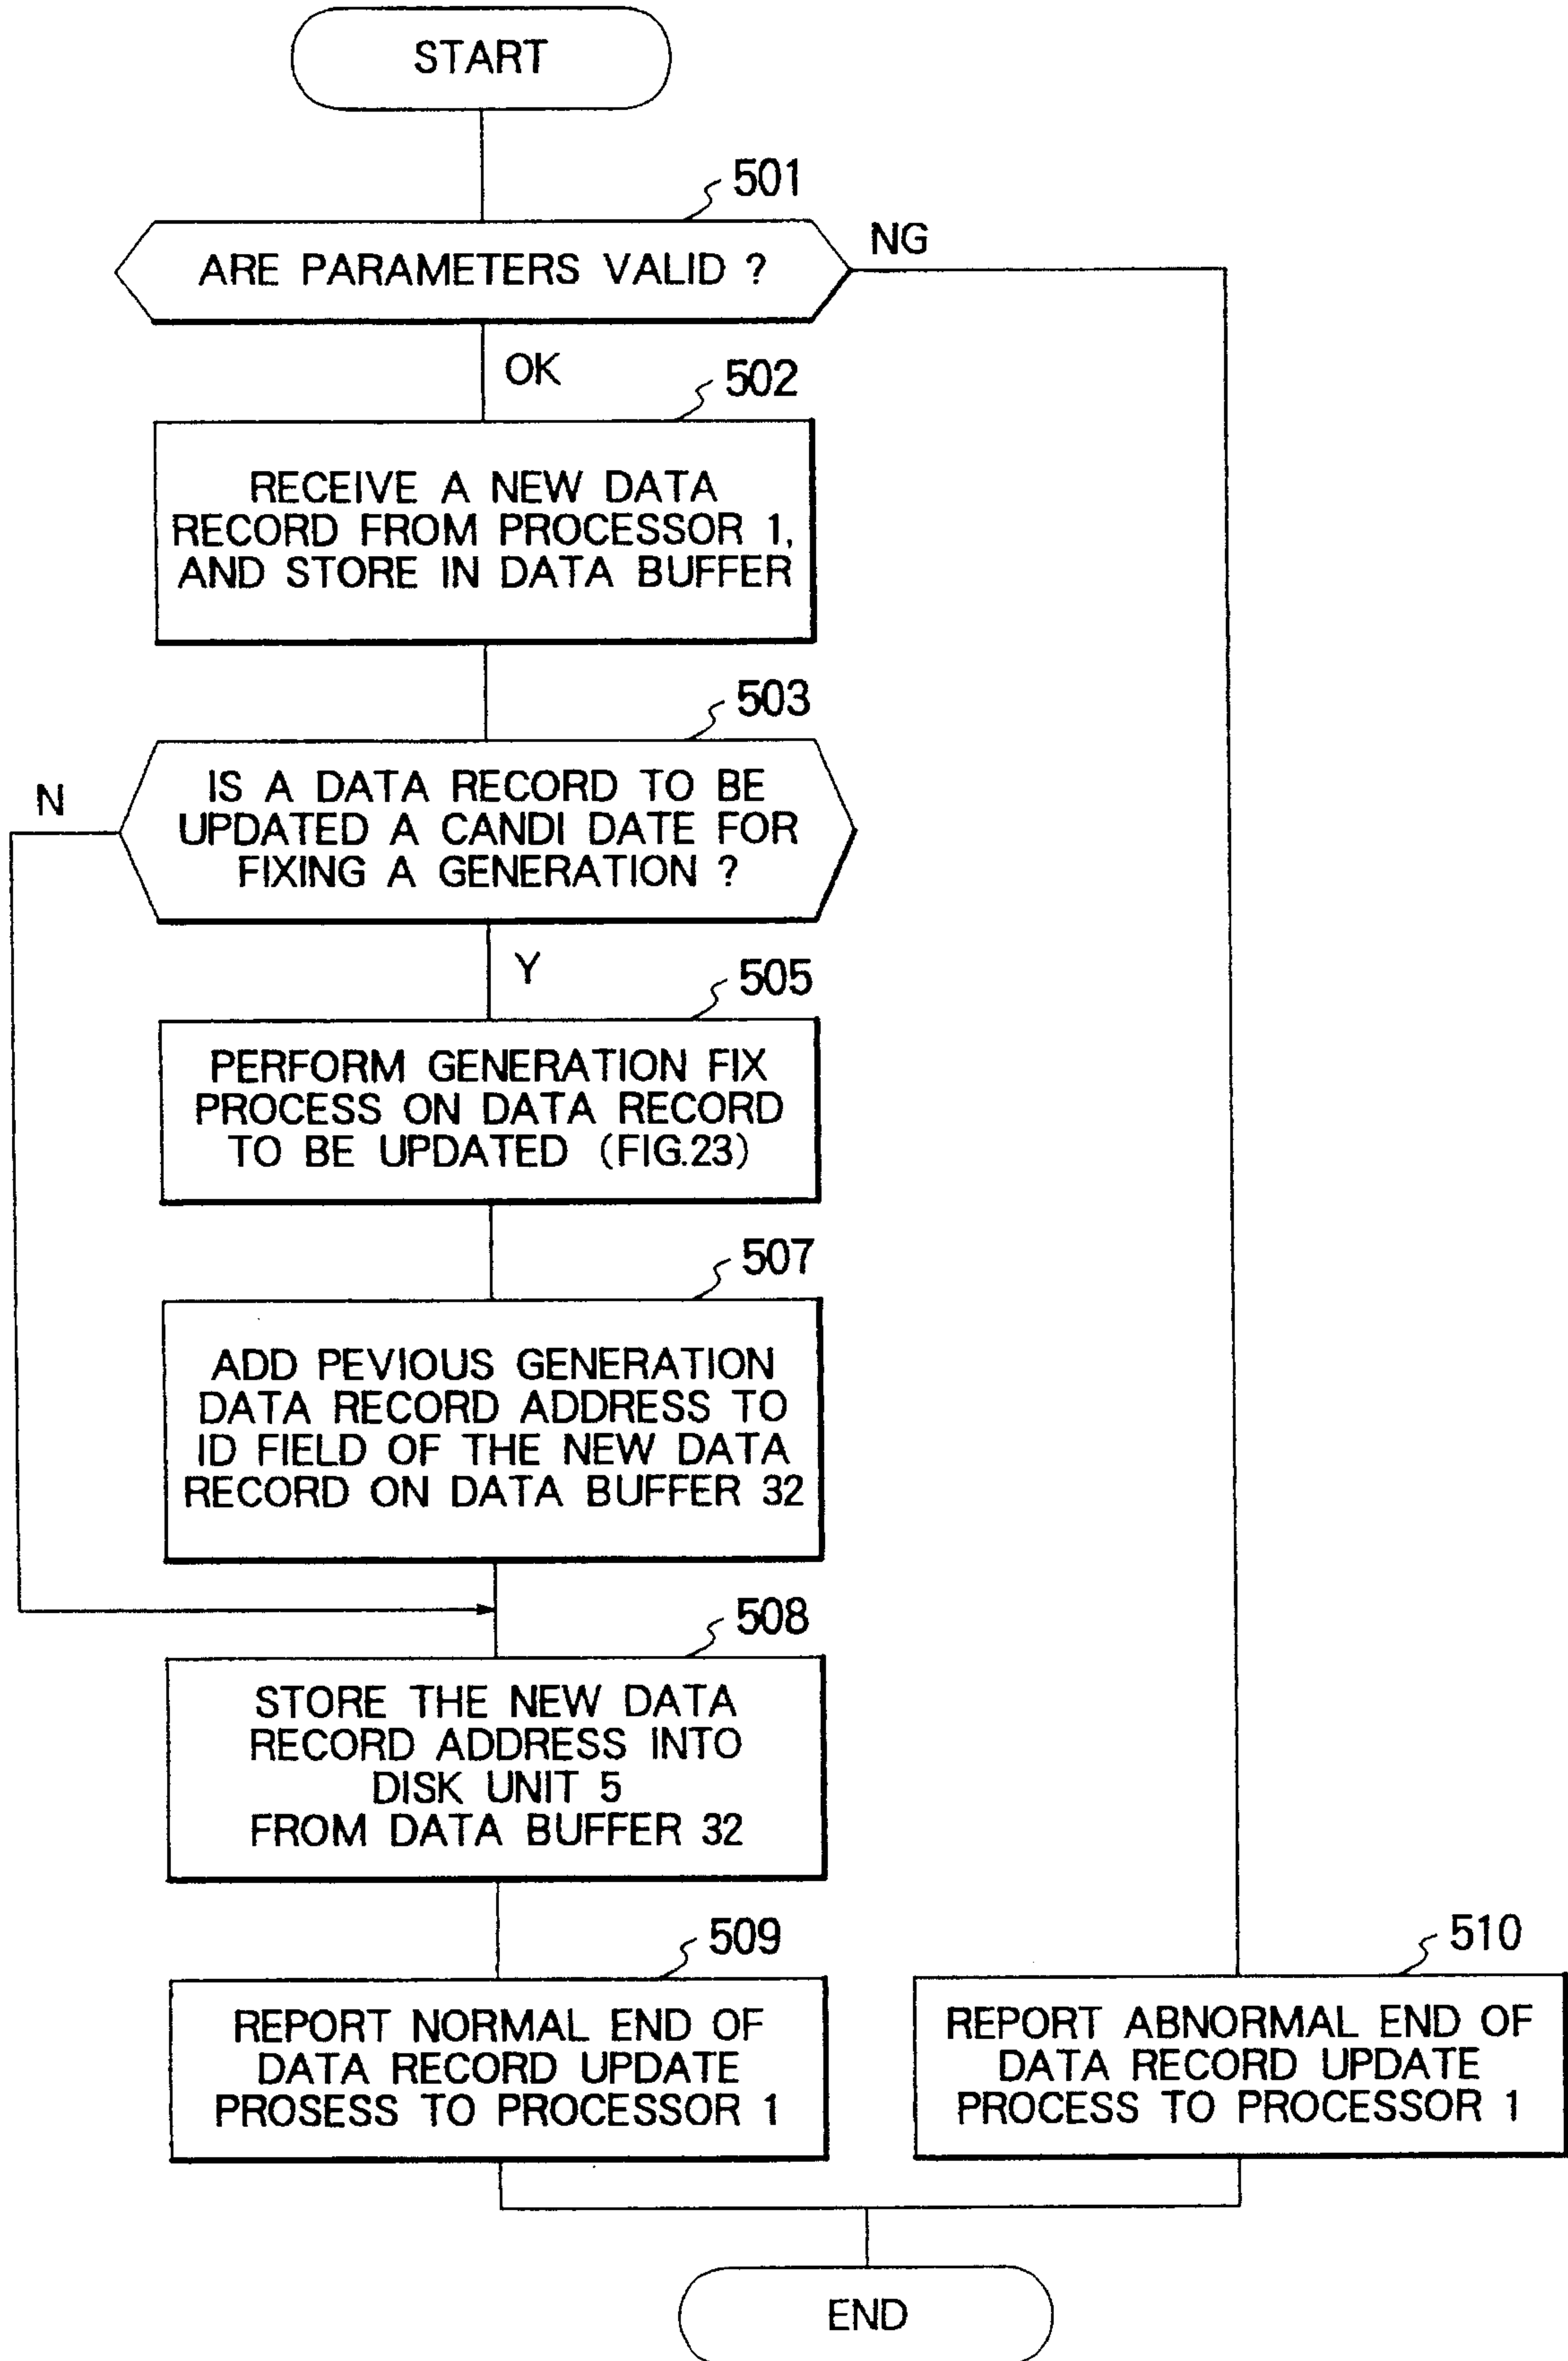 START
501
ARE PARAMETERS VALID ?
NG
OK
502
RECEIVE A NEW DATA
RECORD FROM PROCESSOR 1,
AND STORE IN DATA BUFFER
503
N
IS A DATA RECORD TO BE
UPDATED A CANDI DATE FOR
FIXING A GENERATION ?
Y
505
PERFORM GENERATION FIX
PROCESS ON DATA RECORD
TO BE UPDATED (FIG.23)
507
ADD PEVIOUS GENERATION
DATA RECORD ADDRESS TO
ID FIELD OF THE NEW DATA
RECORD ON DATA BUFFER 32
508
STORE THE NEW DATA
RECORD ADDRESS INTO
DISK UNIT 5
FROM DATA BUFFER 32
509
REPORT NORMAL END OF
DATA RECORD UPDATE
PROSESS TO PROCESSOR 1
510
REPORT ABNORMAL END OF
DATA RECORD UPDATE
PROCESS TO PROCESSOR 1
END